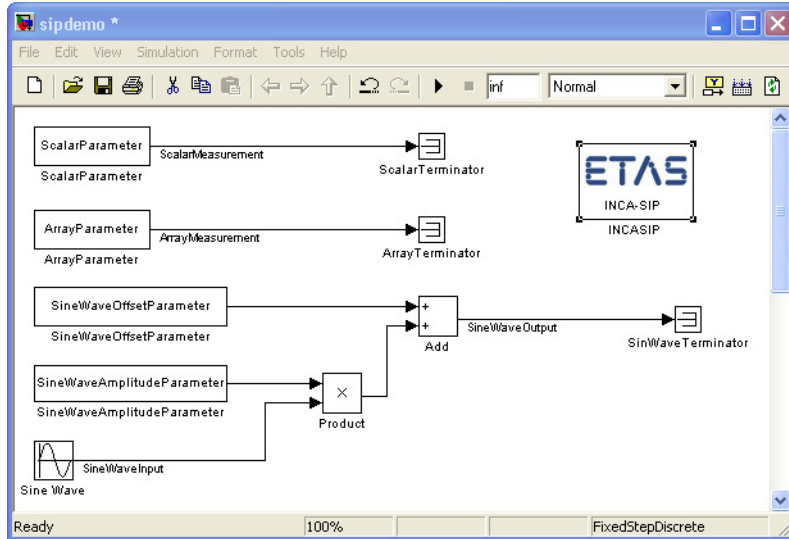 sipdemo *
File Edit View Simulation Format Tools Help
inf Normal
ScalarParameter
ScalarMeasurement
ScalarParameter
ScalarTerminator
ETAS
INCA-SIP
INCASIP
ArrayParameter
ArrayMeasurement
ArrayParameter
ArrayTerminator
SineWaveOffsetParameter
SineWaveOffsetParameter
+
+
Add
SineWaveOutput
SinWaveTerminator
SineWaveAmplitudeParameter
SineWaveAmplitudeParameter
×
Product
SineWaveInput
Sine Wave
Ready 100% FixedStepDiscrete